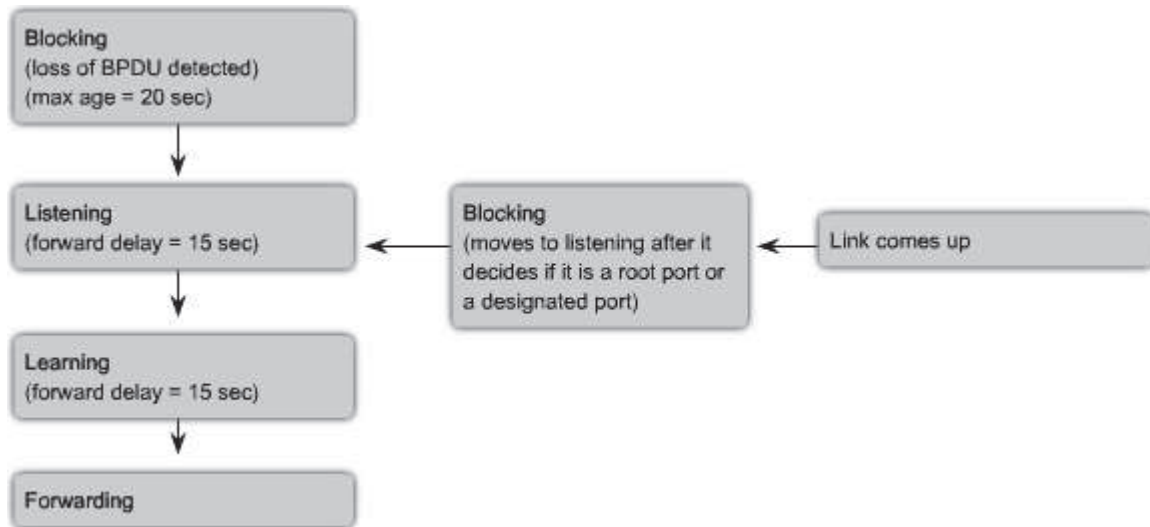 Blocking
(loss of BPDU detected)
(max age = 20 sec)
Listening
(forward delay = 15 sec)
Blocking
(moves to listening after it
decides if it is a root port or
a designated port)
Link comes up
Learning
(forward delay = 15 sec)
Forwarding